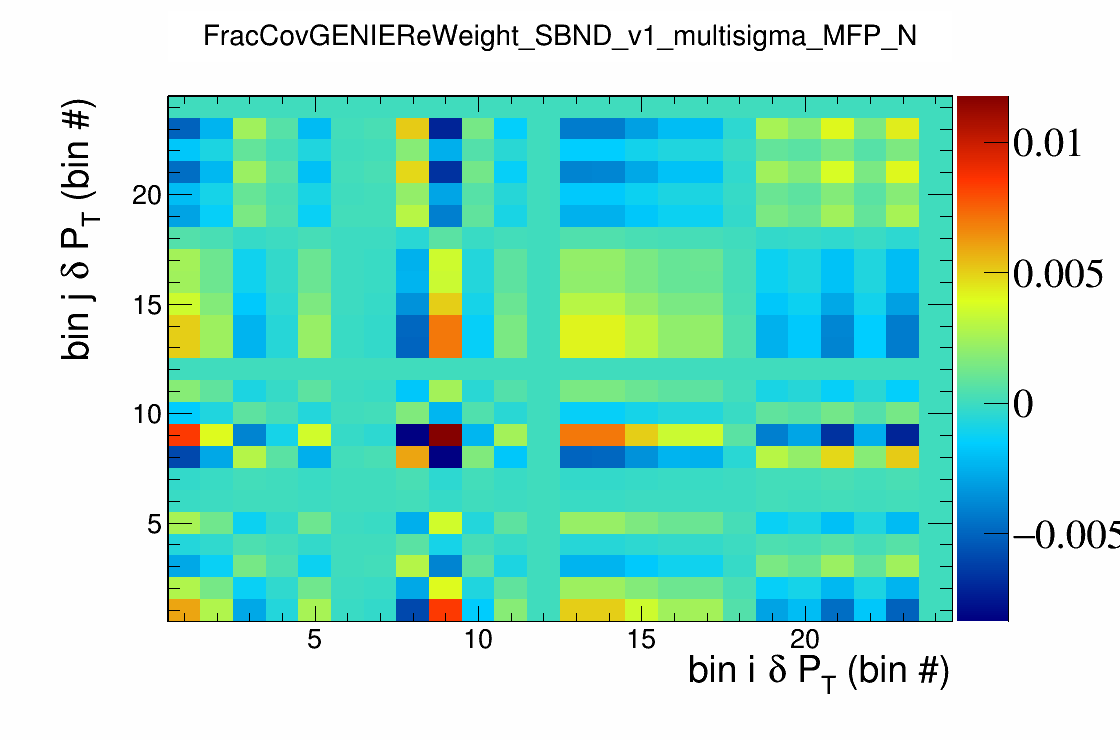 FracCovGENIEReWeight_SBND_v1_multisigma_MFP_N
bin j δ P_T (bin #)
20
15
10
5
5 10 15 20
bin i δ P_T (bin #)
0.01
0.005
0
−0.005